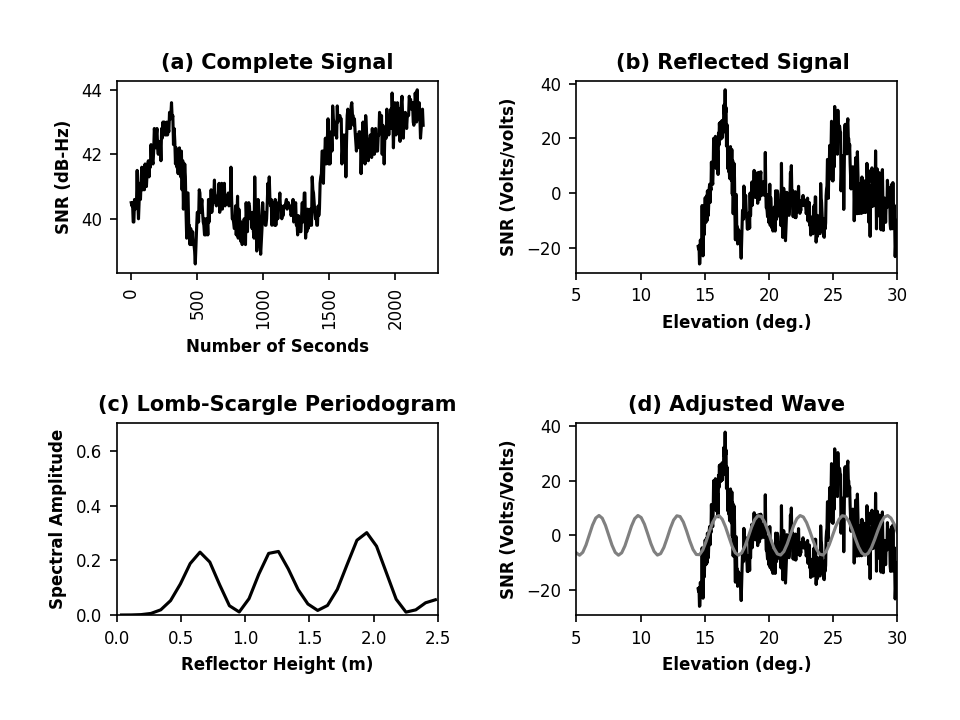 (a) Complete Signal
SNR (dB-Hz)
44
42
40
0
500
1000
1500
2000
Number of Seconds
(b) Reflected Signal
SNR (Volts/volts)
40
20
0
−20
5 10 15 20 25 30
Elevation (deg.)
(c) Lomb-Scargle Periodogram
Spectral Amplitude
0.6
0.4
0.2
0.0
0.0 0.5 1.0 1.5 2.0 2.5
Reflector Height (m)
(d) Adjusted Wave
SNR (Volts/Volts)
40
20
0
−20
5 10 15 20 25 30
Elevation (deg.)